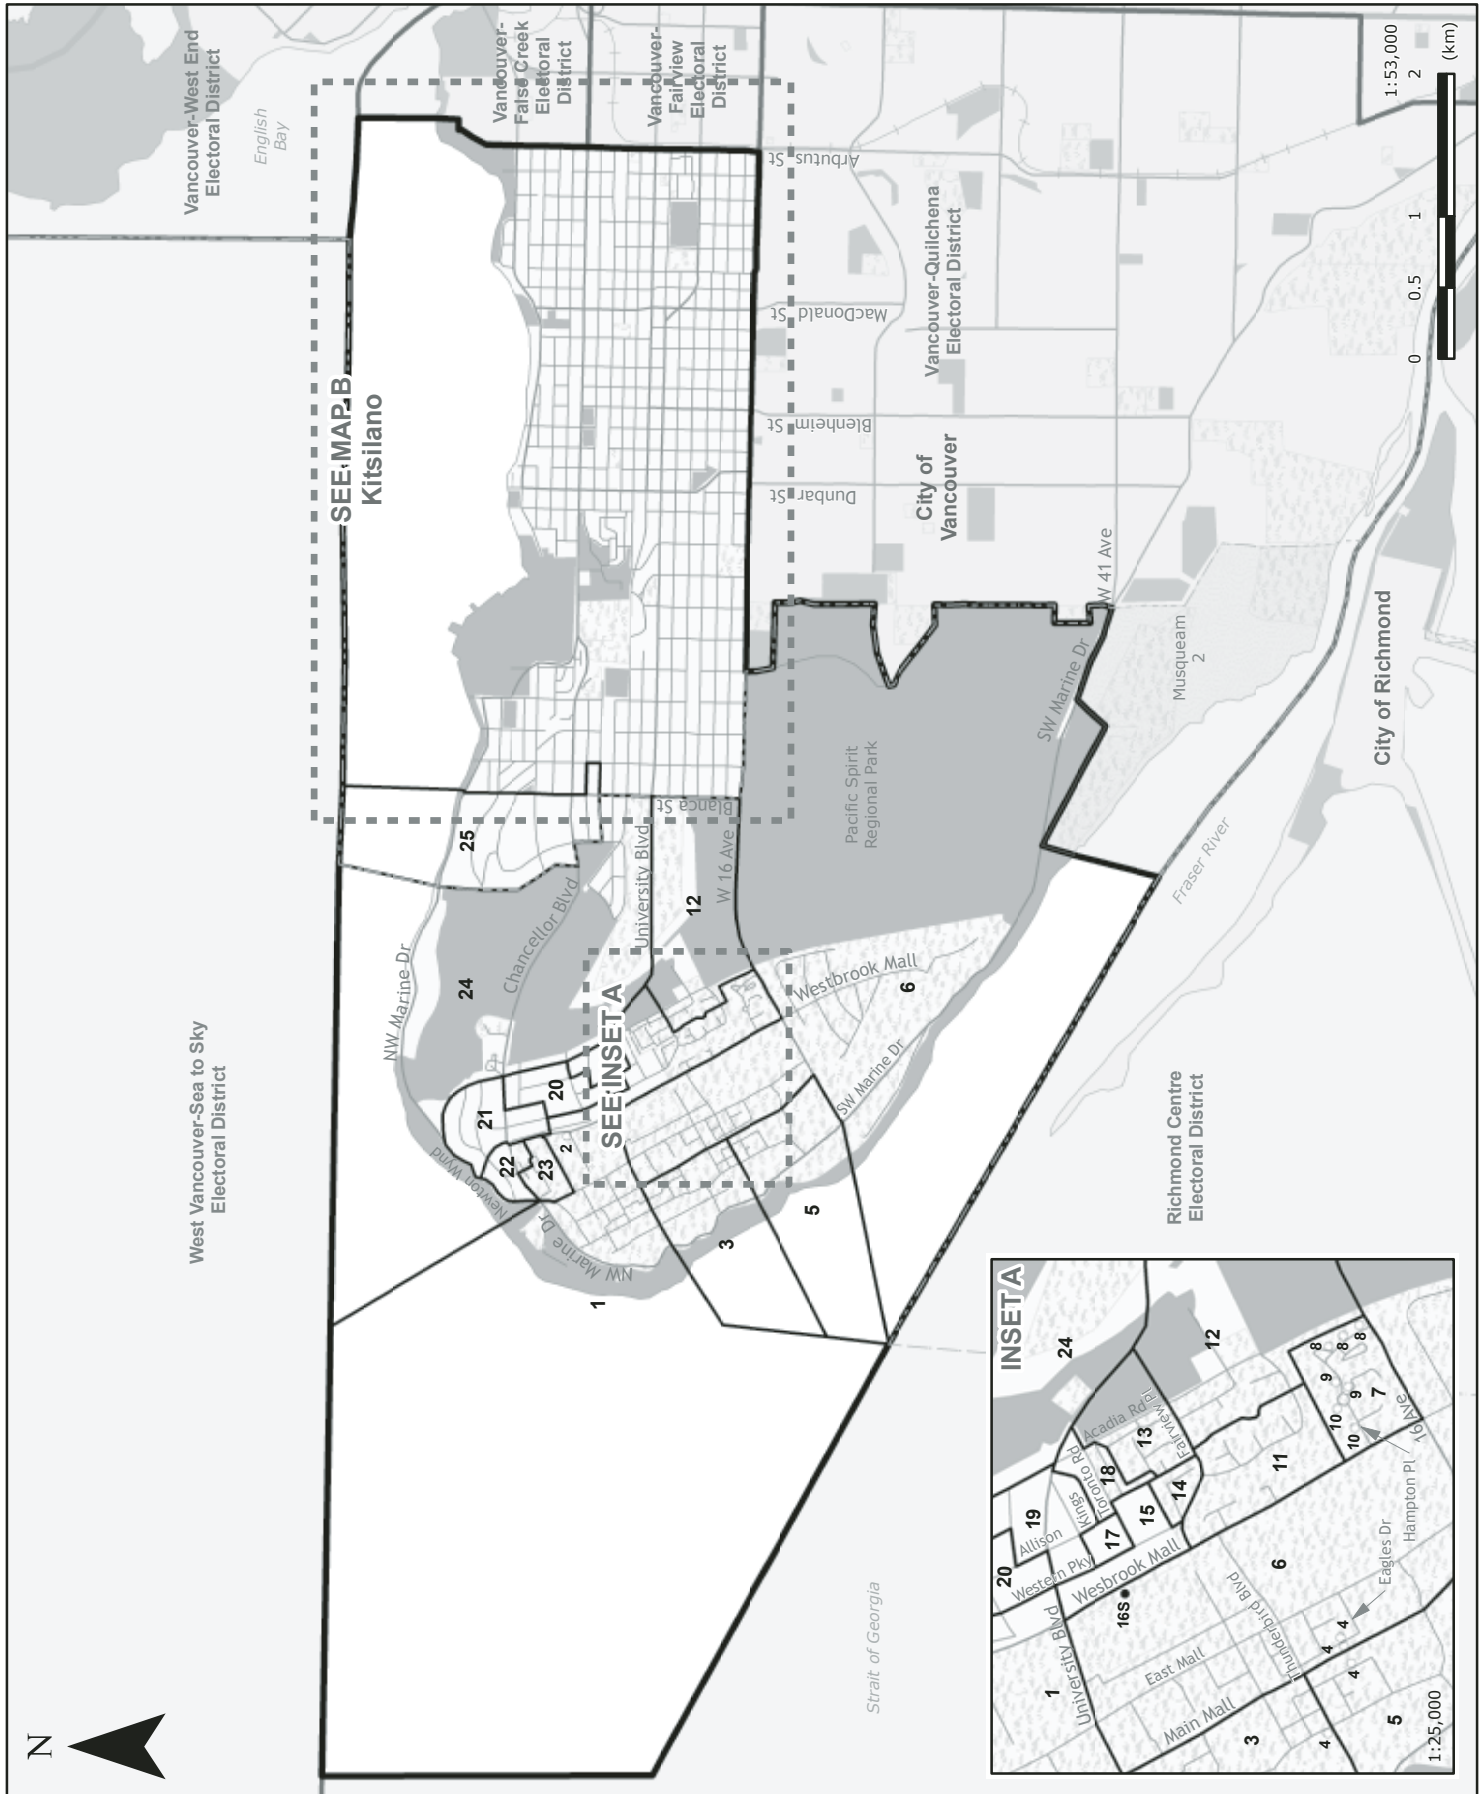 N
West Vancouver-Sea to Sky
Electoral District
Vancouver-West End
Electoral District
English
Bay
Vancouver-
False Creek
Electoral
District
Vancouver-
Fairview
Electoral
District
SEE MAP B
Kitsilano
NW Marine Dr
25
24
Chancellor Blvd
University Blvd
Blanca St
W 16 Ave
12
Newton Wynd
21
22
20
23
2
NW Marine Dr
1
SEE INSET A
3
5
6
Westbrook Mall
SW Marine Dr
Pacific Spirit
Regional Park
SW Marine Dr
W 41 Ave
Musqueam
2
Dunbar St
Blenheim St
MacDonald St
Arbutus St
City of
Vancouver
Vancouver-Quilchena
Electoral District
Strait of Georgia
Richmond Centre
Electoral District
Fraser River
City of Richmond
1:53,000
0
0.5
1
2
(km)
INSET A
24
12
20
19
Allison
Western Pky
Kings
Toronto Rd
Acadia Rd
Fairview Pl
18
13
17
15
14
Wesbrook Mall
16S
University Blvd
1
East Mall
Main Mall
Thunderbird Blvd
11
6
3
4
4
4
4
5
Eagles Dr
Hampton Pl
16 Ave
8
8
8
9
9
10
10
7
1:25,000